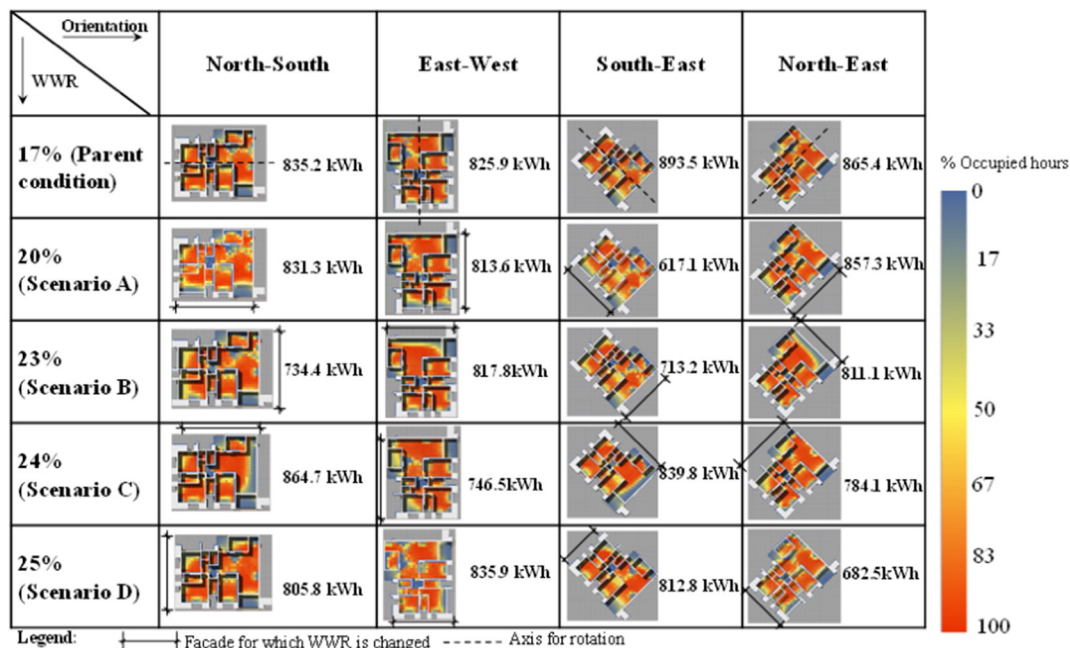 Orientation
WWR
North-South East-West South-East North-East
17% (Parent condition) 835.2 kWh 825.9 kWh 893.5 kWh 865.4 kWh
20% (Scenario A) 831.3 kWh 813.6 kWh 617.1 kWh 857.3 kWh
23% (Scenario B) 734.4 kWh 817.8kWh 713.2 kWh 811.1 kWh
24% (Scenario C) 864.7 kWh 746.5kWh 839.8 kWh 784.1 kWh
25% (Scenario D) 805.8 kWh 835.9 kWh 812.8 kWh 682.5kWh
Legend: Facade for which WWR is changed Axis for rotation
% Occupied hours
0
17
33
50
67
83
100